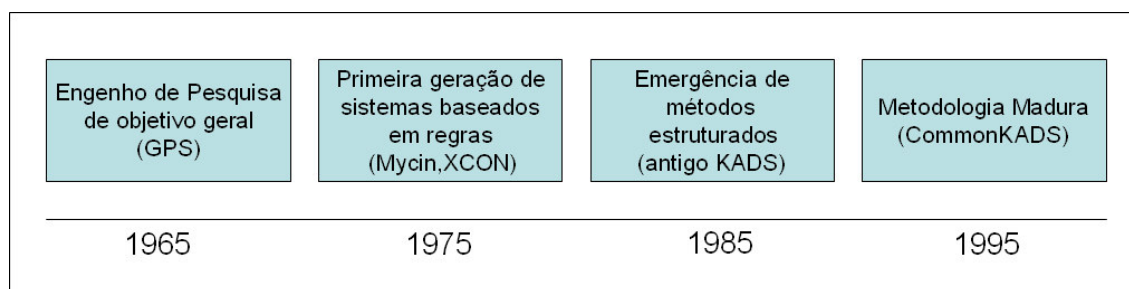 Engenho de Pesquisa
de objetivo geral
(GPS)
Primeira geração de
sistemas baseados
em regras
(Mycin,XCON)
Emergência de
métodos
estruturados
(antigo KADS)
Metodologia Madura
(CommonKADS)
1965
1975
1985
1995